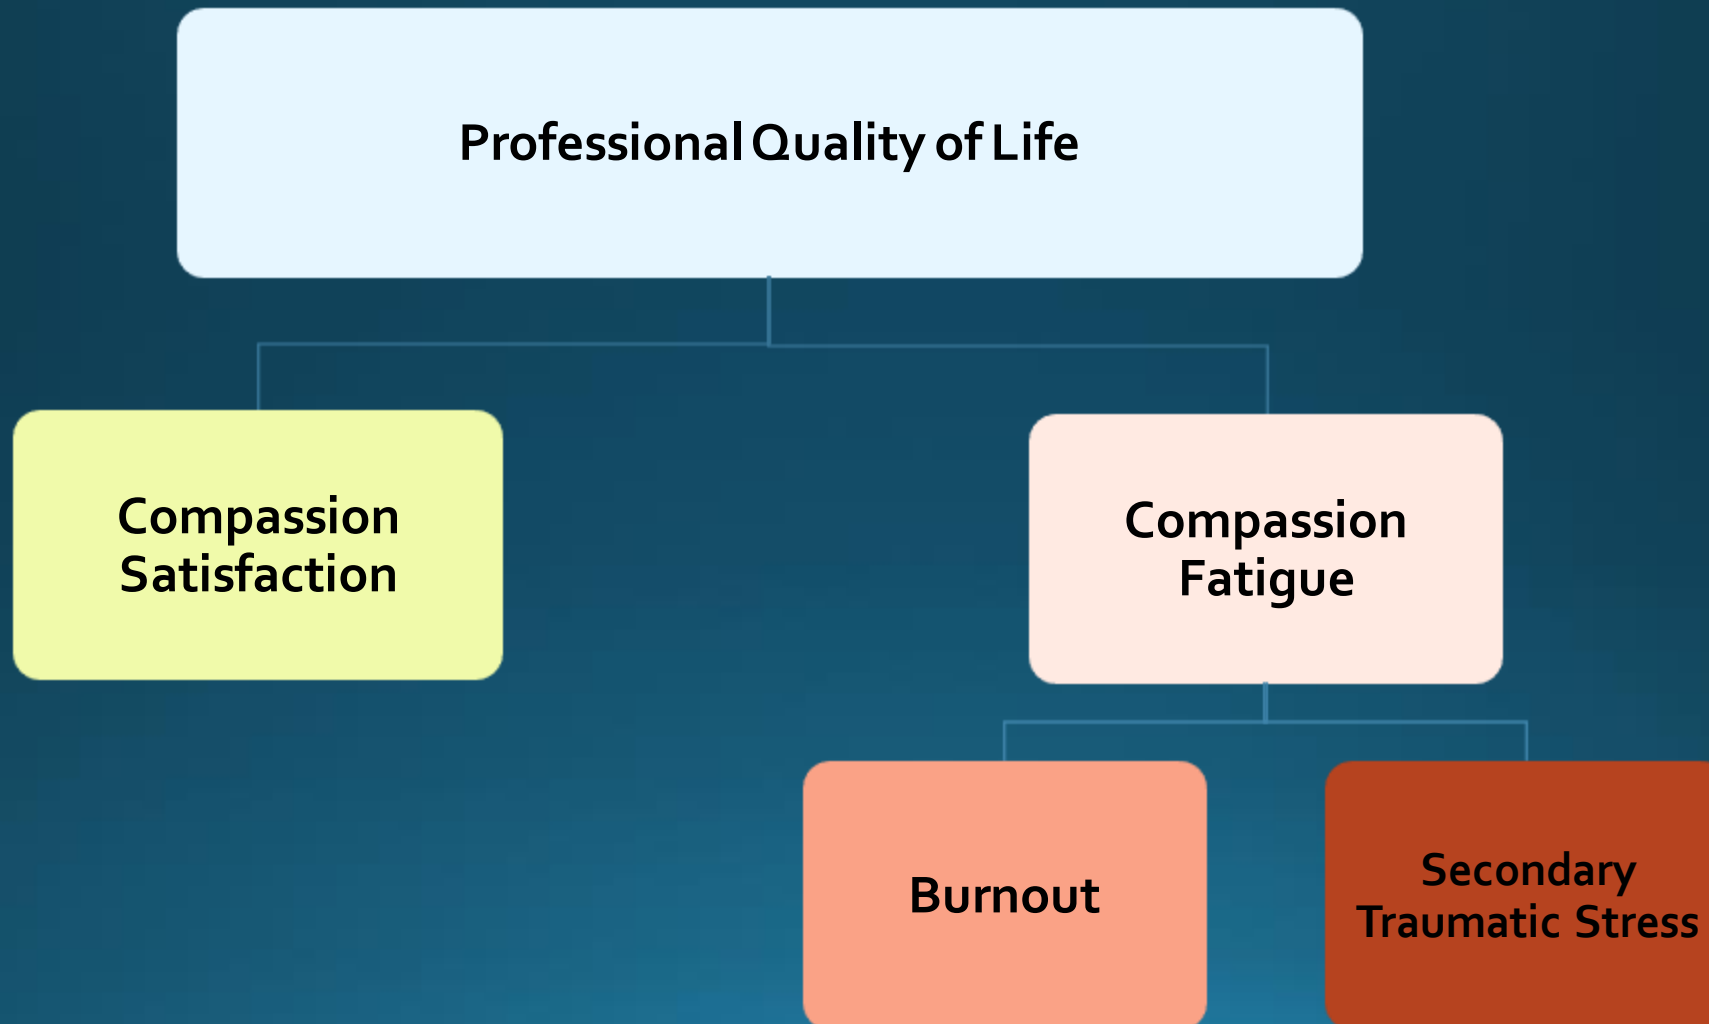 Professional Quality of Life
Compassion
Satisfaction
Compassion
Fatigue
Burnout
Secondary
Traumatic Stress